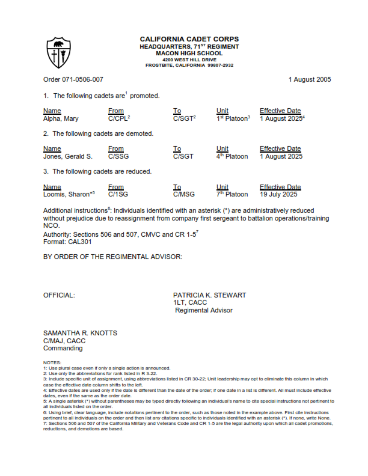 CALIFORNIA CADET CORPS
HEADQUARTERS, 71ST REGIMENT
MACON HIGH SCHOOL
4200 WEST HILL DRIVE
FROSTBITE, CALIFORNIA 99807-2932
Order 071-0506-007 1 August 2005
1. The following cadets are1 promoted.
Name From To Unit Effective Date
Alpha, Mary C/CPL2 C/SGT2 1st Platoon3 1 August 20254
2. The following cadets are demoted.
Name From To Unit Effective Date
Jones, Gerald S. C/SSG C/SGT 4th Platoon 1 August 2025
3. The following cadets are reduced.
Name From To Unit Effective Date
Loomis, Sharon*5 C/1SG C/MSG 7th Platoon 19 July 2025
Additional instructions6: Individuals identified with an asterisk (*) are administratively reduced
without prejudice due to reassignment from company first sergeant to battalion operations/training
NCO.
Authority: Sections 506 and 507, CMVC and CR 1-57
Format: CAL301
BY ORDER OF THE REGIMENTAL ADVISOR:
OFFICIAL: PATRICIA K. STEWART
1LT, CACC
Regimental Advisor
SAMANTHA R. KNOTTS
C/MAJ, CACC
Commanding
NOTES:
1: Use plural case even if only a single action is announced.
2: Use only the abbreviations for rank listed in R 3-22.
3: Include specific unit of assignment, using abbreviations listed in CR 30-22; Unit leadership may opt to eliminate this column in which
case the effective date column shifts to the left.
4: Effective dates are used only if the date is different than the date of the order; if one date in a list is different, All must include effective
dates, even if the same as the order date.
5: A single asterisk (*) without parentheses may be typed directly following an individual's name to cite special instructions not pertinent to
all individuals listed on the order.
6: Using brief, clear language, include notations pertinent to the order, such as those noted in the example above. First cite instructions
pertinent to all individuals on the order and then list any citations specific to individuals identified with an asterisk (*). If none, write None.
7: Sections 506 and 507 of the California Military and Veterans Code and CR 1-5 are the legal authority upon which all cadet promotions,
reductions, and demotions are based.